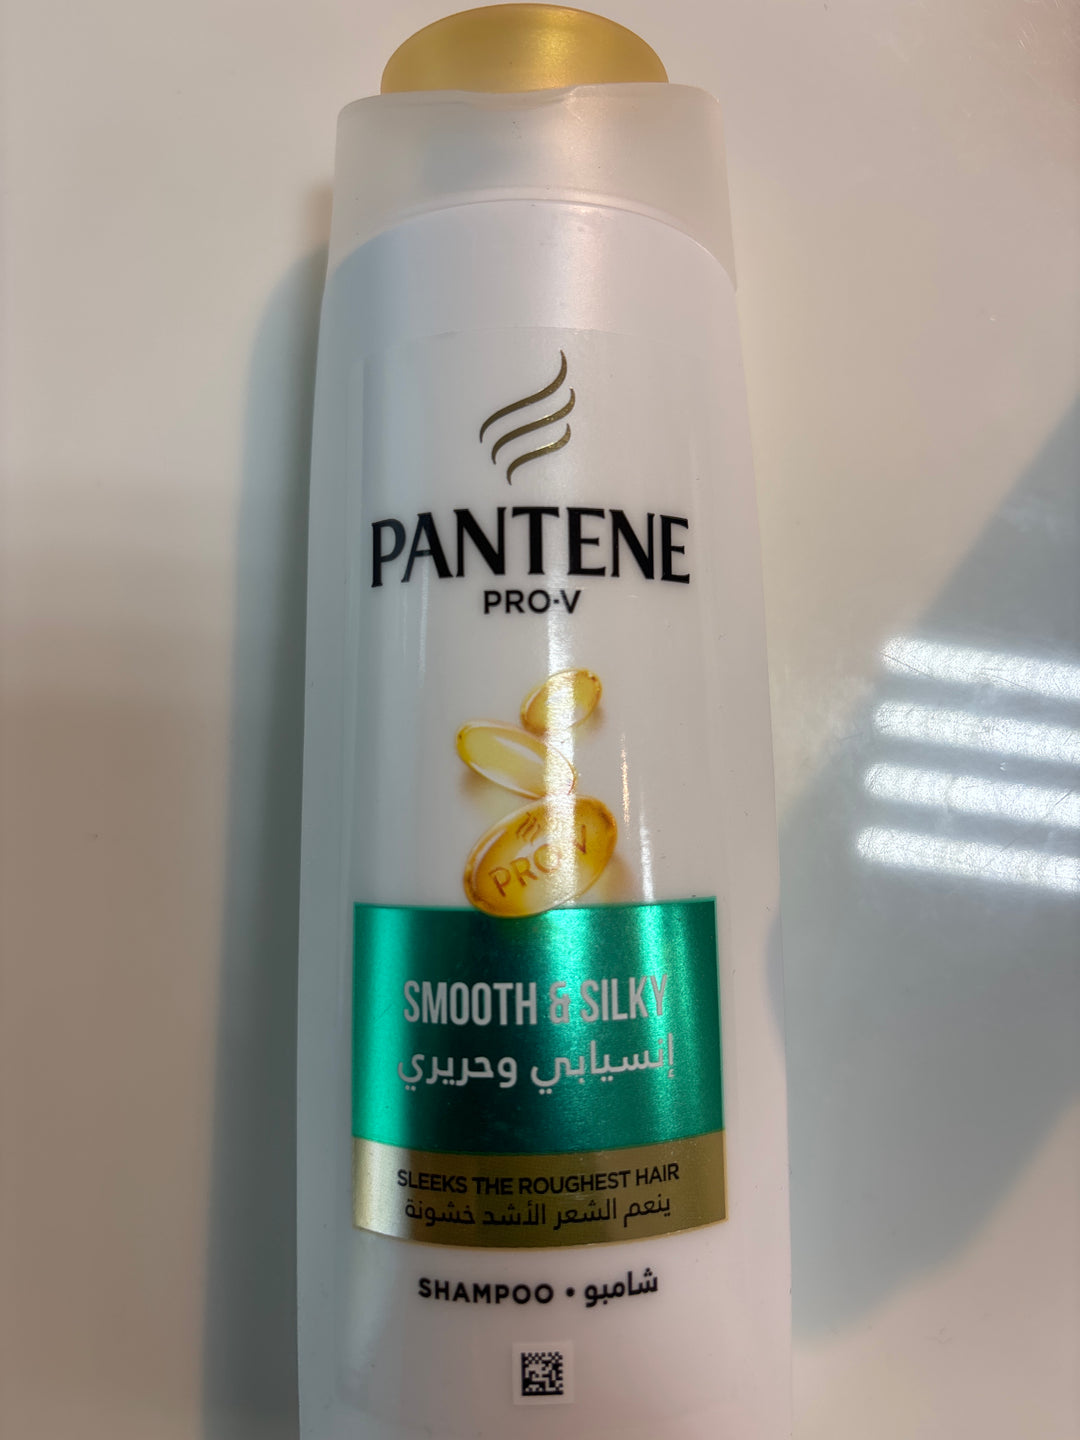 PANTENE
PRO-V
PRO-V
SMOOTH & SILKY
إنسيابي وحريري
SLEEKS THE ROUGHEST HAIR
ينعم الشعر الأشد خشونة
SHAMPOO • شامبو